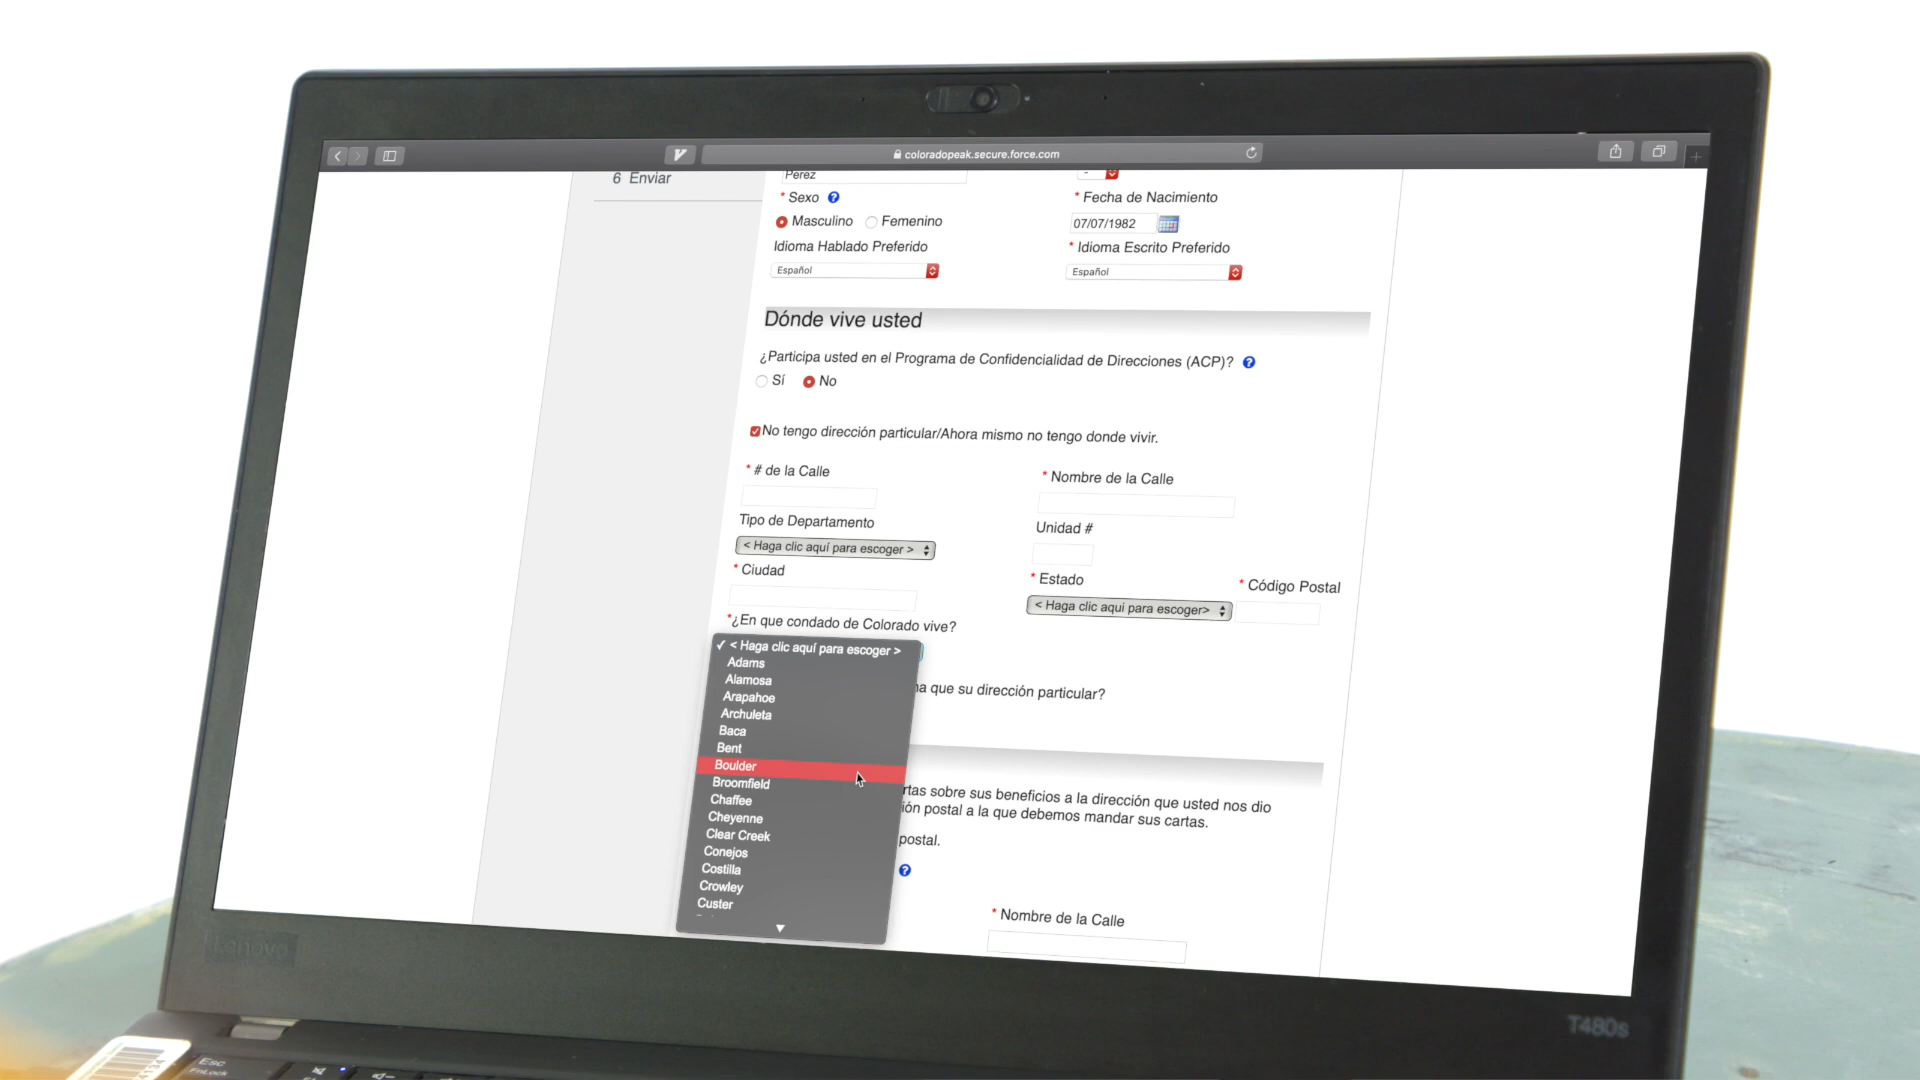 coloradopeak.secure.force.com
6 Enviar
Perez
-
* Sexo ?
* Fecha de Nacimiento
Masculino Femenino
07/07/1982
Idioma Hablado Preferido
* Idioma Escrito Preferido
Español
Español
Dónde vive usted
¿Participa usted en el Programa de Confidencialidad de Direcciones (ACP)? ?
Sí No
No tengo dirección particular/Ahora mismo no tengo donde vivir.
* # de la Calle
* Nombre de la Calle
Tipo de Departamento
Unidad #
< Haga clic aquí para escoger >
* Ciudad
* Estado
* Código Postal
< Haga clic aqui para escoger>
*¿En que condado de Colorado vive?
✓ < Haga clic aquí para escoger >
Adams
Alamosa
Arapahoe
Archuleta
Baca
Bent
Boulder
Broomfield
Chaffee
Cheyenne
Clear Creek
Conejos
Costilla
Crowley
Custer
na que su dirección particular?
rtas sobre sus beneficios a la dirección que usted nos dio
ión postal a la que debemos mandar sus cartas.
postal.
?
* Nombre de la Calle
Lenovo
T480s
Esc
FnLock